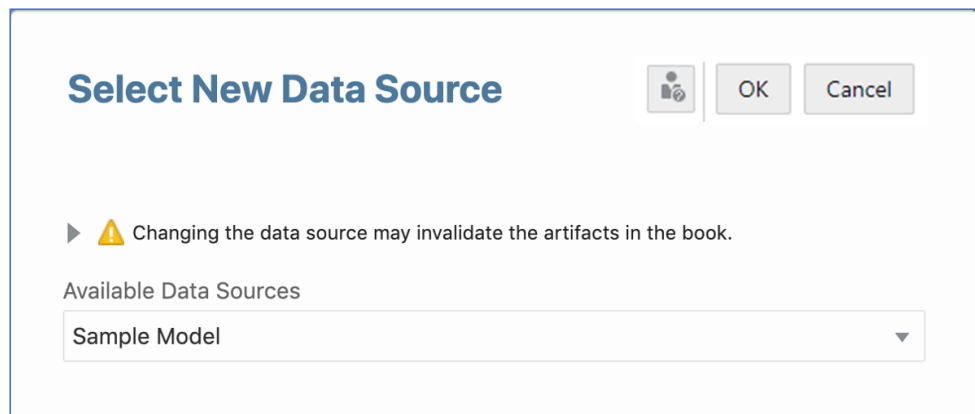 Select New Data Source
OK
Cancel
Changing the data source may invalidate the artifacts in the book.
Available Data Sources
Sample Model